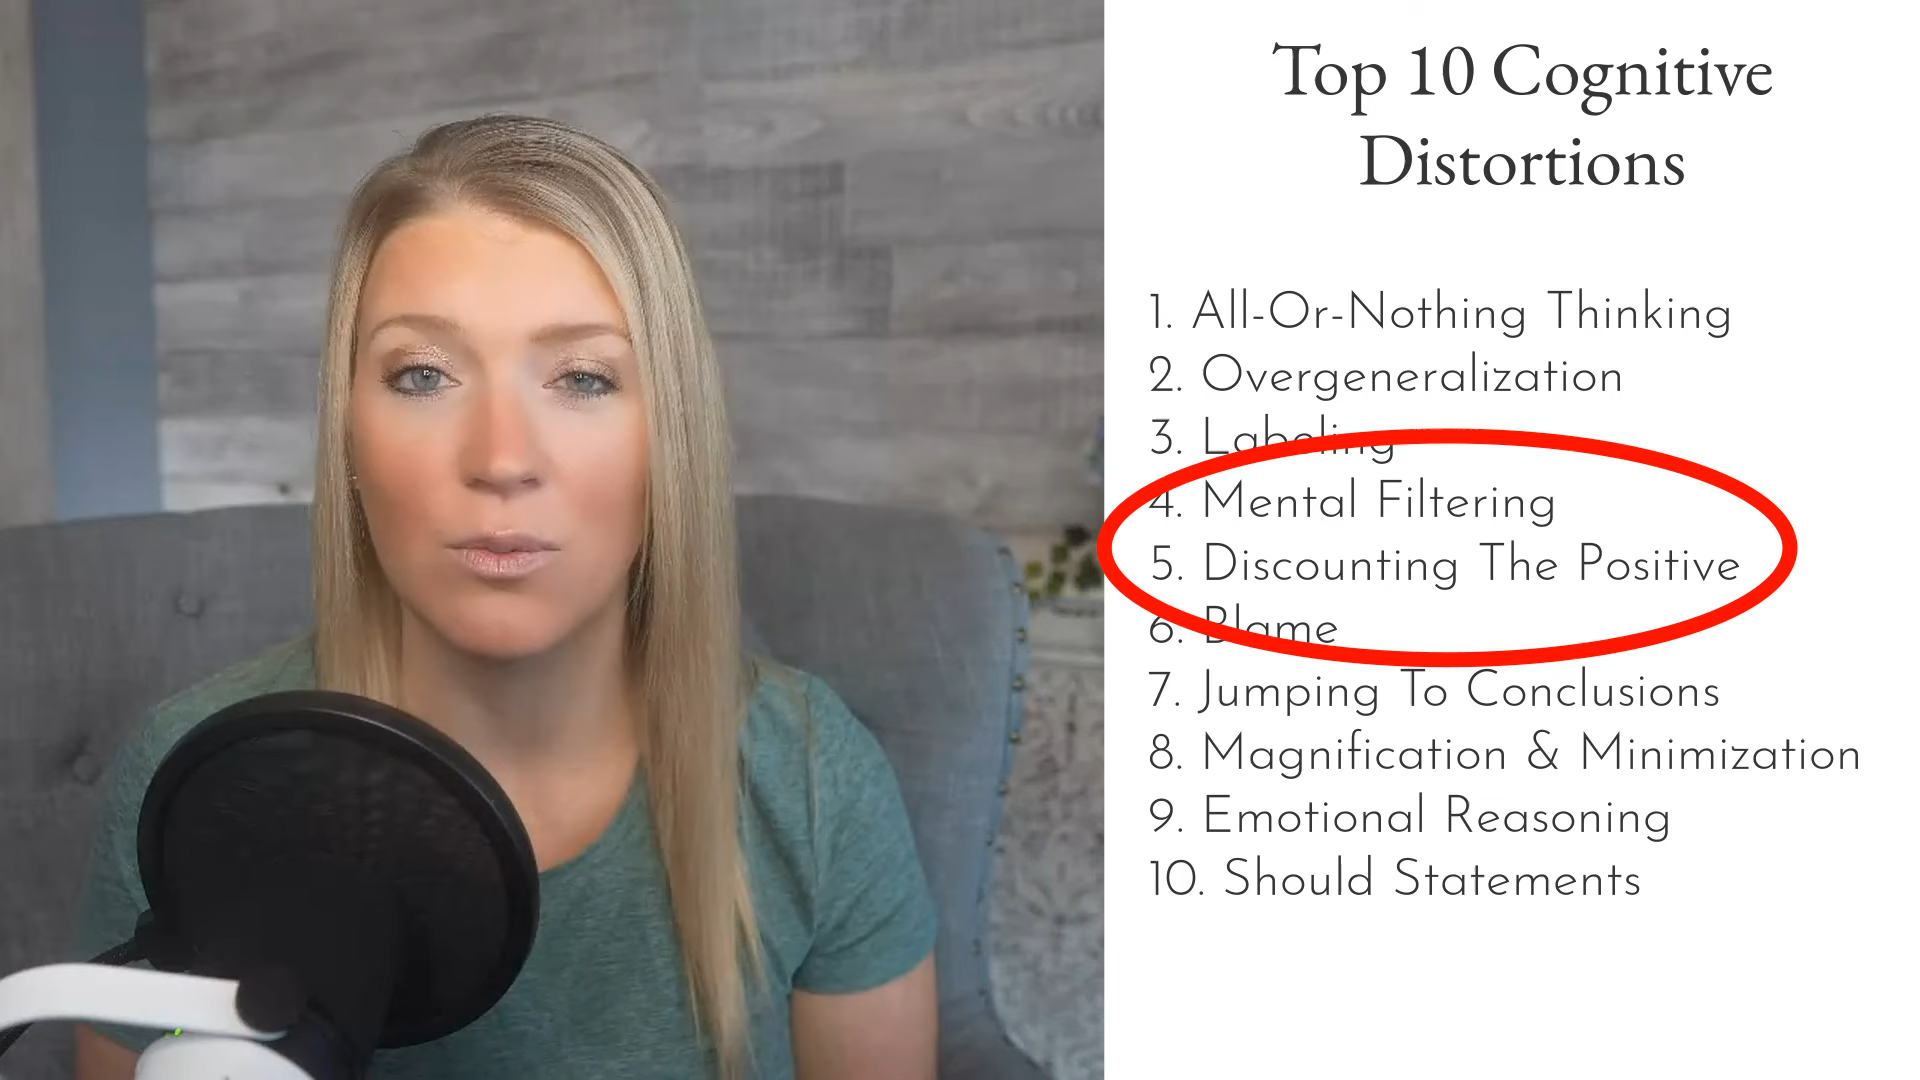 Top 10 Cognitive
Distortions
1. All-Or-Nothing Thinking
2. Overgeneralization
3. Labeling
4. Mental Filtering
5. Discounting The Positive
6. Blame
7. Jumping To Conclusions
8. Magnification & Minimization
9. Emotional Reasoning
10. Should Statements